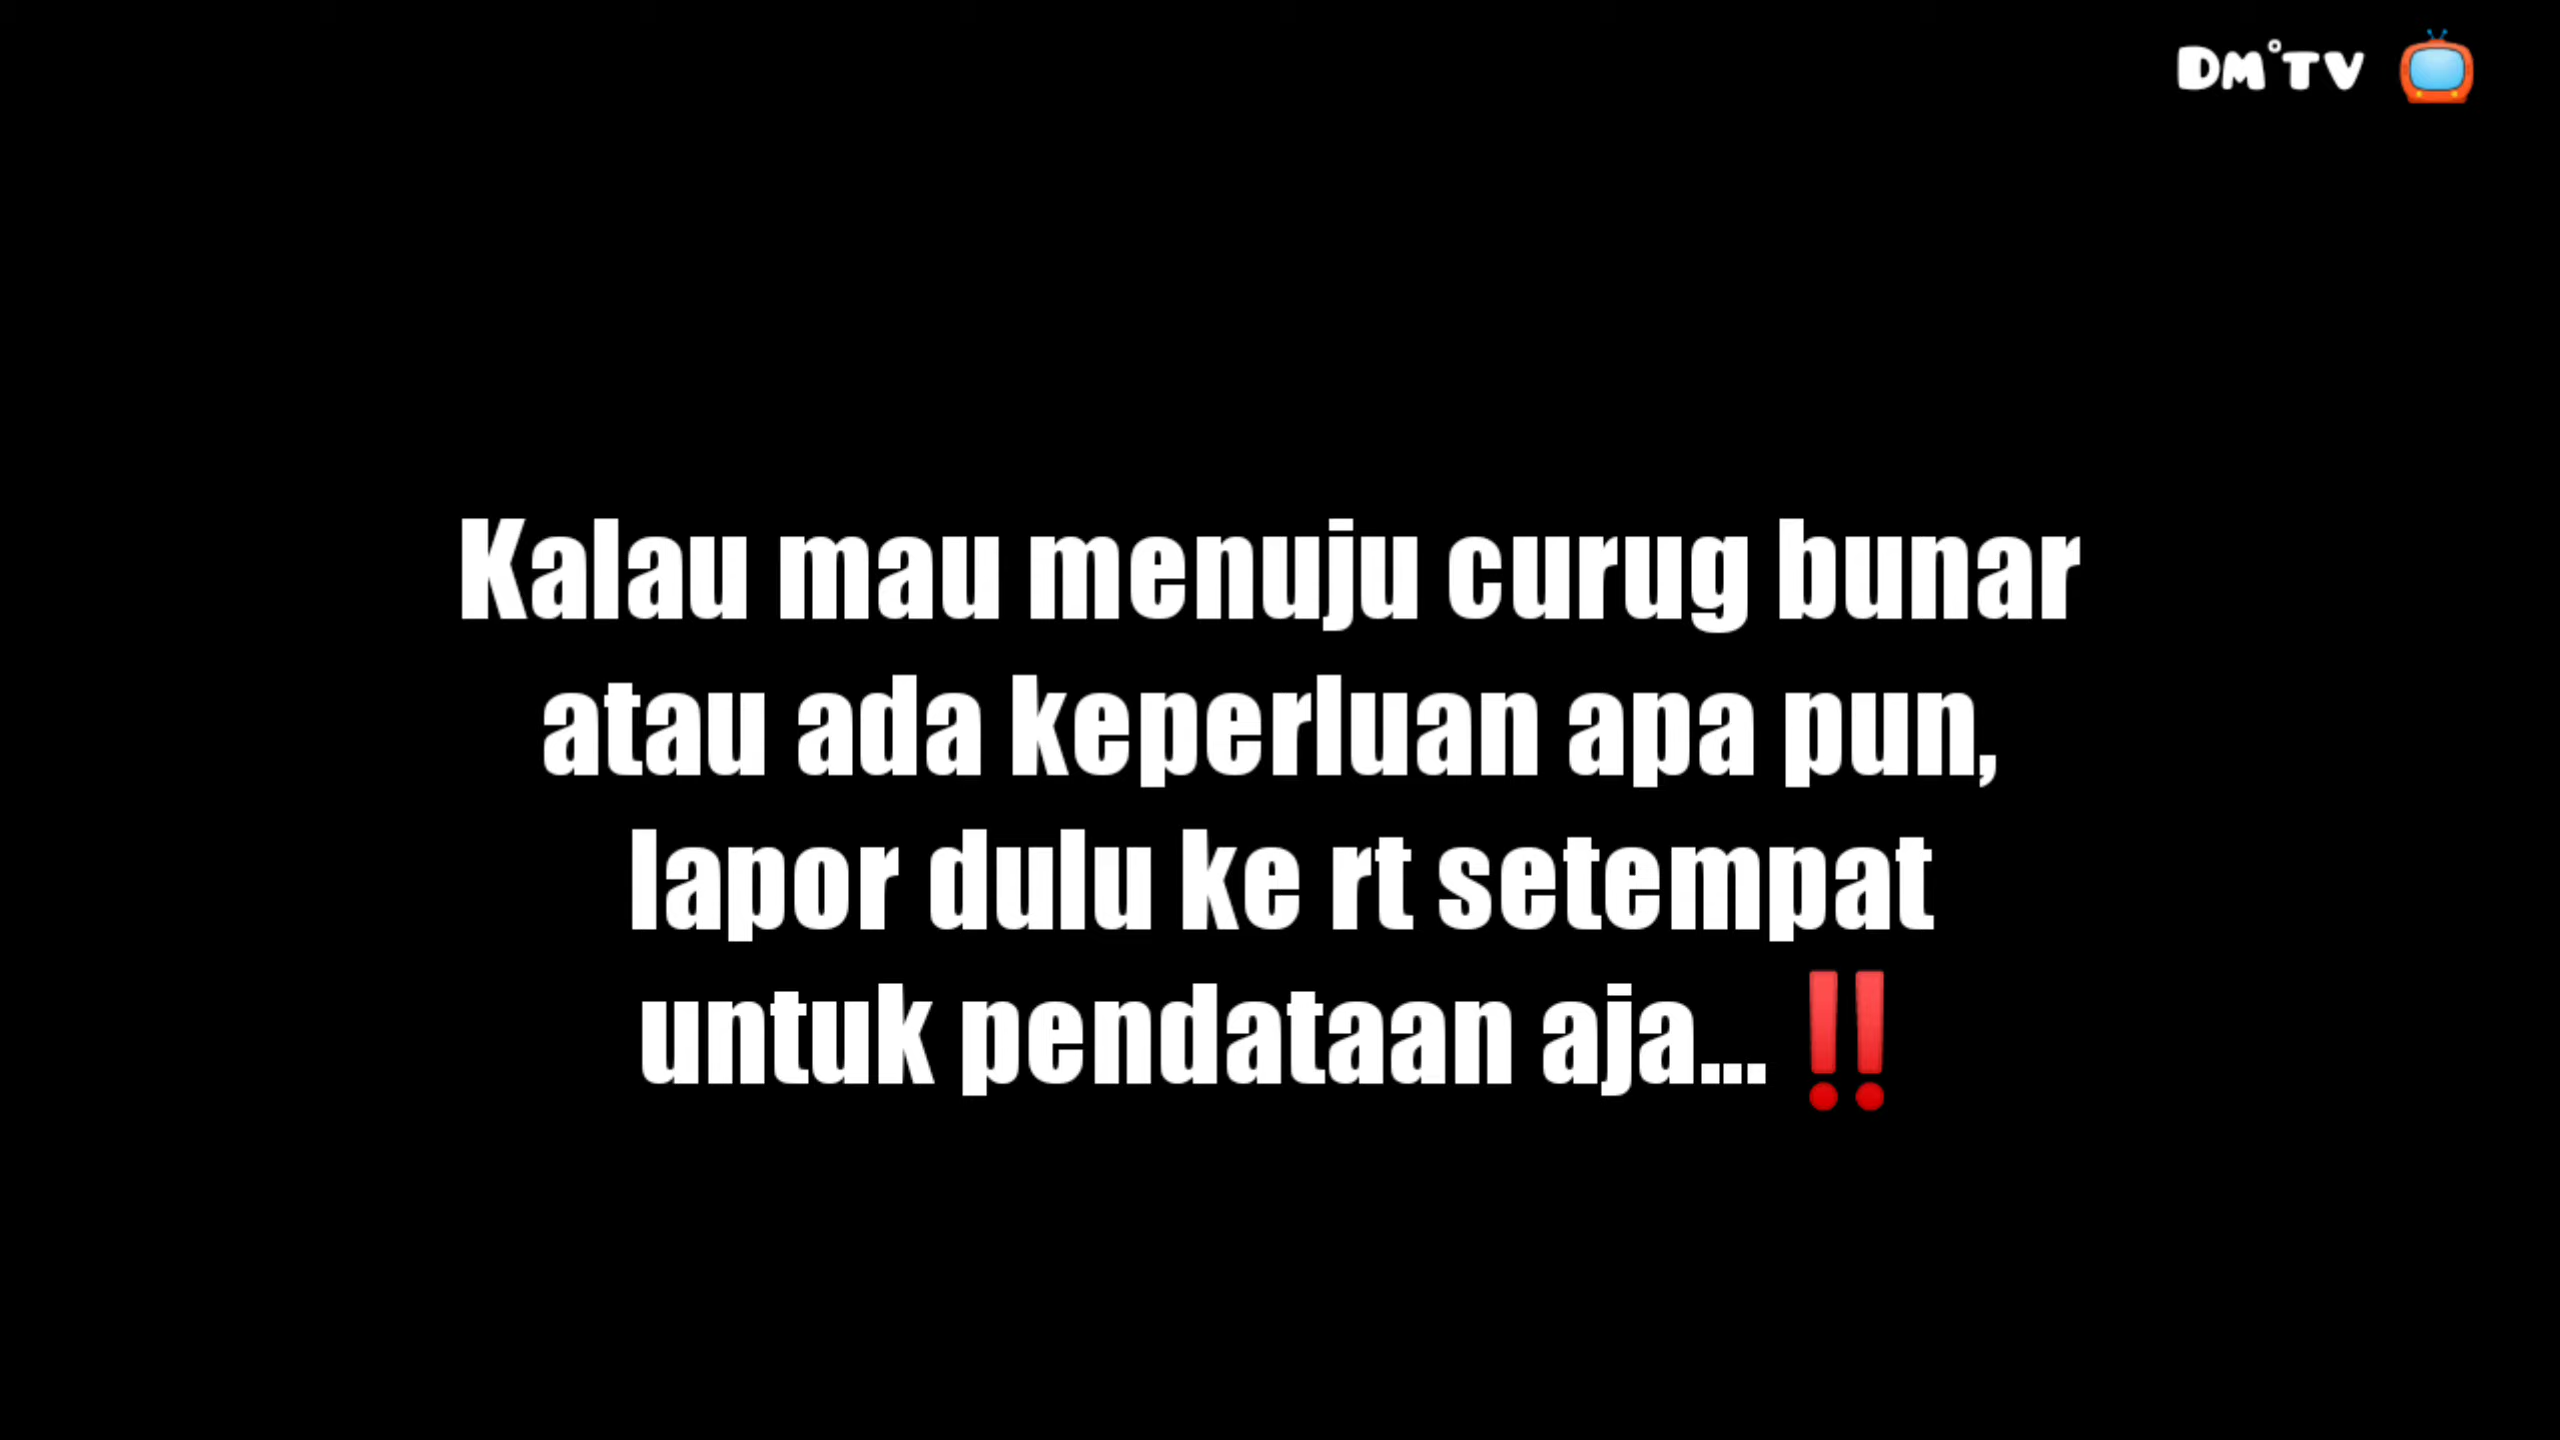 DM°TV
Kalau mau menuju curug bunar
atau ada keperluan apa pun,
lapor dulu ke rt setempat
untuk pendataan aja...‼️